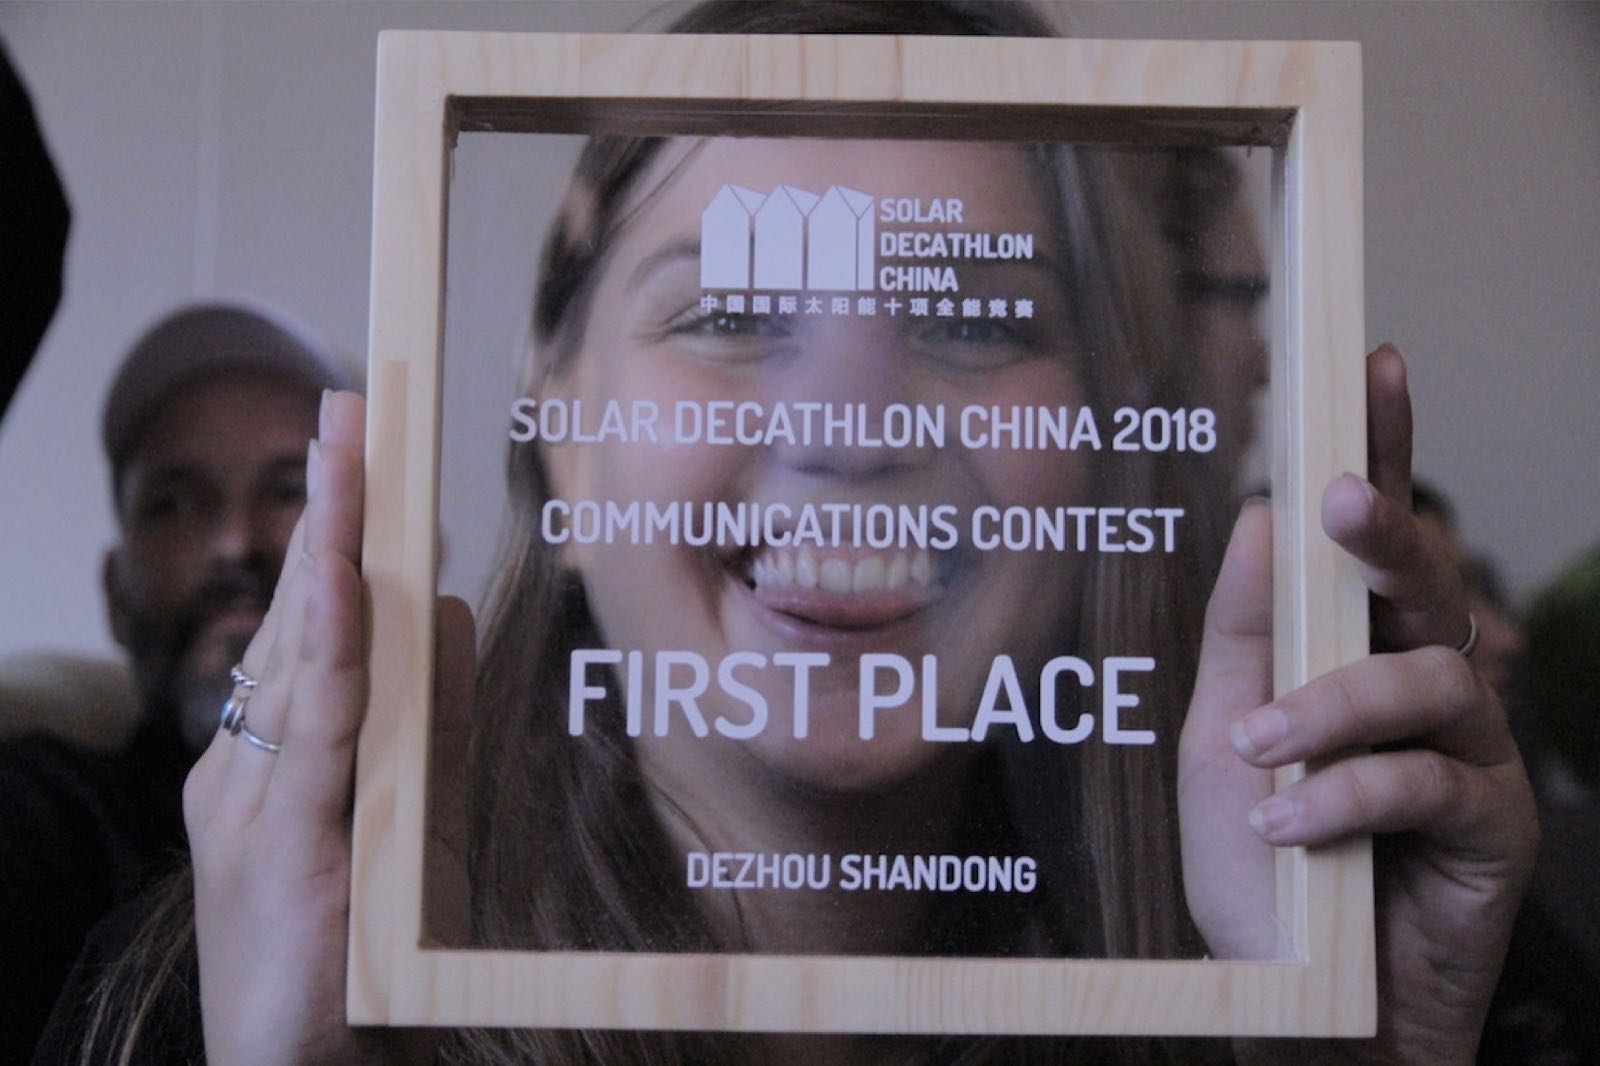 SOLAR
DECATHLON
CHINA
中国国际太阳能十项全能竞赛
SOLAR DECATHLON CHINA 2018
COMMUNICATIONS CONTEST
FIRST PLACE
DEZHOU SHANDONG